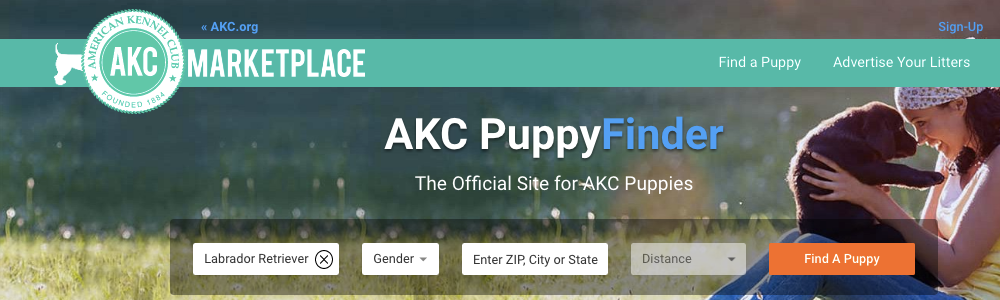 « AKC.org
Sign-Up
AMERICAN KENNEL CLUB
AKC
FOUNDED 1884
MARKETPLACE
Find a Puppy
Advertise Your Litters
AKC PuppyFinder
The Official Site for AKC Puppies
Labrador Retriever
Gender
Enter ZIP, City or State
Distance
Find A Puppy